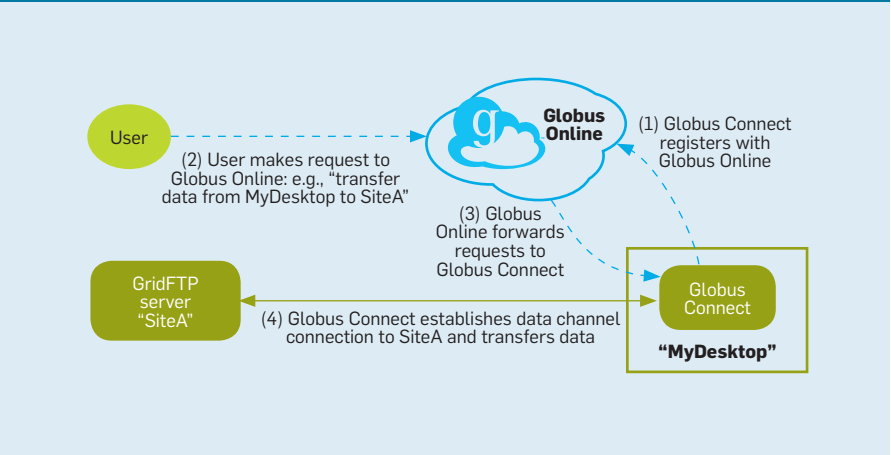 User
g
Globus
Online
(1) Globus Connect
registers with
Globus Online
(2) User makes request to
Globus Online: e.g., “transfer
data from MyDesktop to SiteA”
(3) Globus
Online forwards
requests to
Globus Connect
GridFTP
server
“SiteA”
Globus
Connect
(4) Globus Connect establishes data channel
connection to SiteA and transfers data
“MyDesktop”